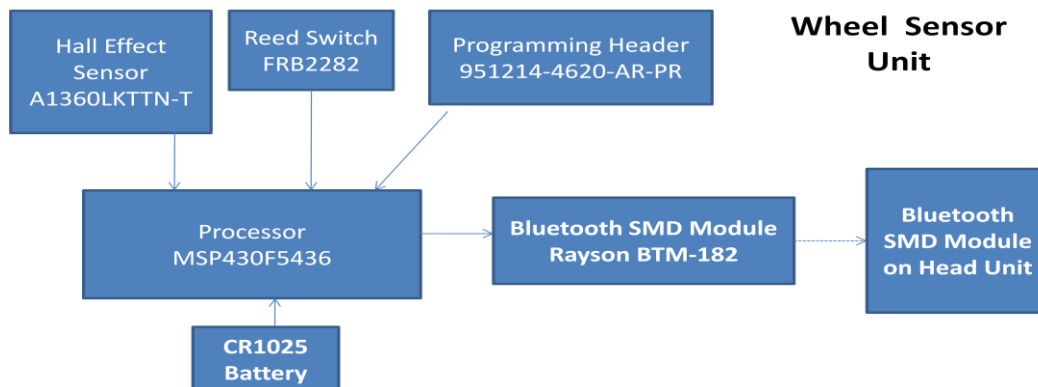 Hall Effect
Sensor
A1360LKTTN-T
Reed Switch
FRB2282
Programming Header
951214-4620-AR-PR
Wheel Sensor
Unit
Processor
MSP430F5436
Bluetooth SMD Module
Rayson BTM-182
Bluetooth
SMD Module
on Head Unit
CR1025
Battery